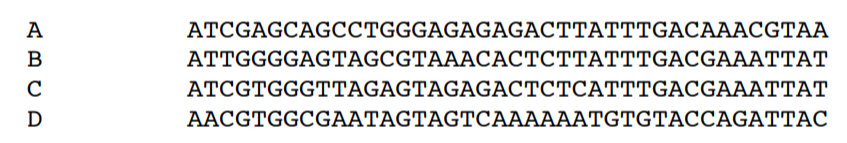 A ATCGAGCAGCCTGGGAGAGAGACTTATTTGACAAACGTAA
B ATTGGGGAGTAGCGTAAACACTCTTATTTGACGAAATTAT
C ATCGTGGGTTAGAGTAGAGACTCTCATTTGACGAAATTAT
D AACGTGGCGAATAGTAGTCAAAAAATGTGTACCAGATTAC